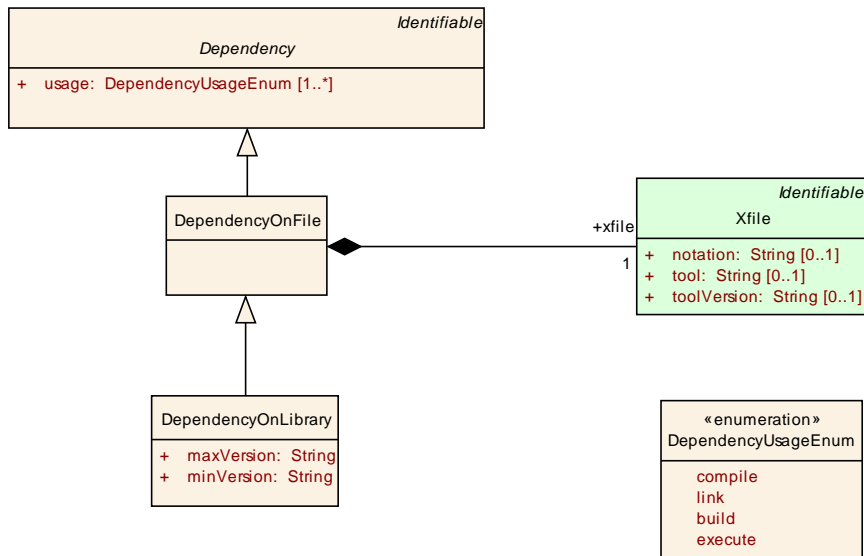 Identifiable
Dependency
+ usage: DependencyUsageEnum [1..*]
DependencyOnFile
+xfile
1
Identifiable
Xfile
+ notation: String [0..1]
+ tool: String [0..1]
+ toolVersion: String [0..1]
DependencyOnLibrary
+ maxVersion: String
+ minVersion: String
«enumeration»
DependencyUsageEnum
compile
link
build
execute